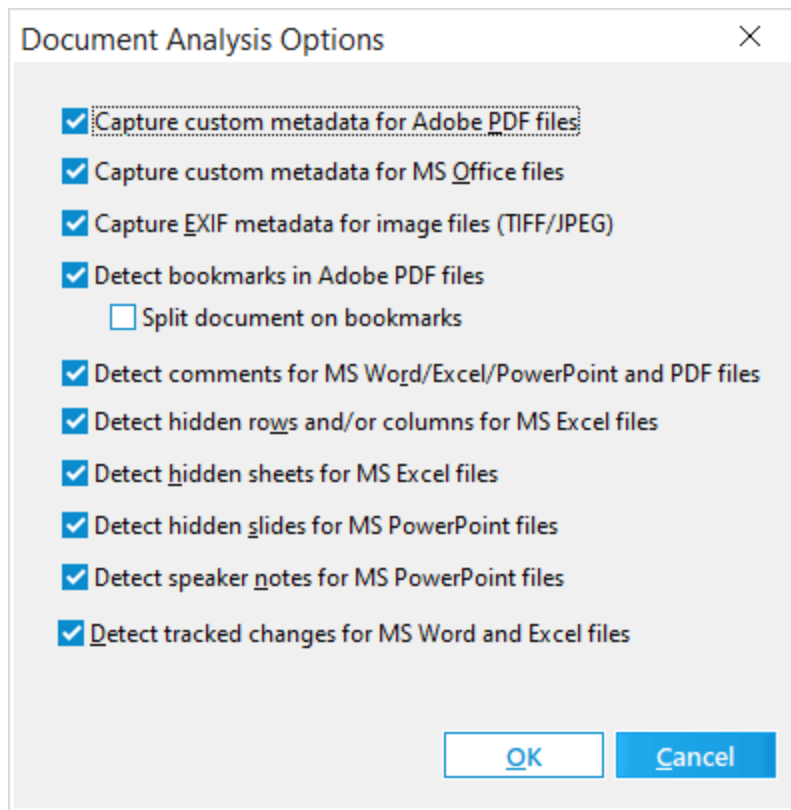 Document Analysis Options
Capture custom metadata for Adobe PDF files
Capture custom metadata for MS Office files
Capture EXIF metadata for image files (TIFF/JPEG)
Detect bookmarks in Adobe PDF files
Split document on bookmarks
Detect comments for MS Word/Excel/PowerPoint and PDF files
Detect hidden rows and/or columns for MS Excel files
Detect hidden sheets for MS Excel files
Detect hidden slides for MS PowerPoint files
Detect speaker notes for MS PowerPoint files
Detect tracked changes for MS Word and Excel files
OK Cancel